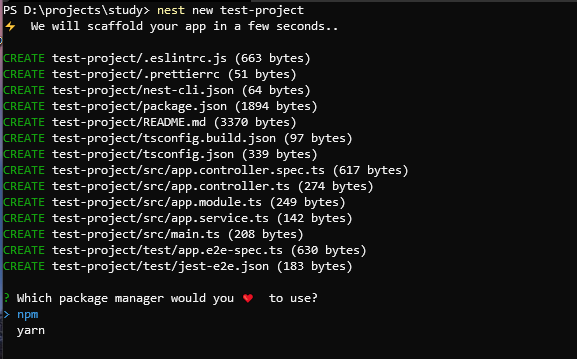 PS D:\projects\study> nest new test-project
⚡  We will scaffold your app in a few seconds..
CREATE test-project/.eslintrc.js (663 bytes)
CREATE test-project/.prettierrc (51 bytes)
CREATE test-project/nest-cli.json (64 bytes)
CREATE test-project/package.json (1894 bytes)
CREATE test-project/README.md (3370 bytes)
CREATE test-project/tsconfig.build.json (97 bytes)
CREATE test-project/tsconfig.json (339 bytes)
CREATE test-project/src/app.controller.spec.ts (617 bytes)
CREATE test-project/src/app.controller.ts (274 bytes)
CREATE test-project/src/app.module.ts (249 bytes)
CREATE test-project/src/app.service.ts (142 bytes)
CREATE test-project/src/main.ts (208 bytes)
CREATE test-project/test/app.e2e-spec.ts (630 bytes)
CREATE test-project/test/jest-e2e.json (183 bytes)
? Which package manager would you ❤️  to use?
> npm
yarn